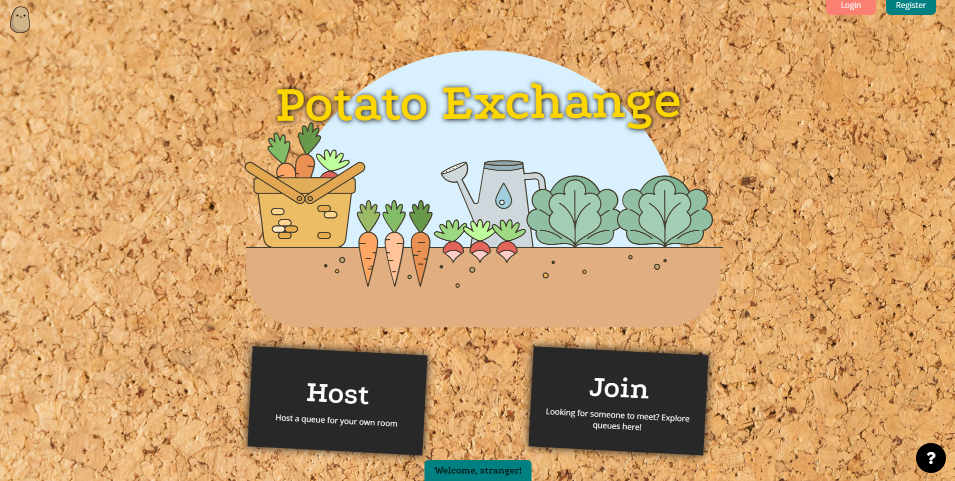 Login
Register
Potato Exchange
Host
Host a queue for your own room
Join
Looking for someone to meet? Explore
queues here!
Welcome, stranger!
?